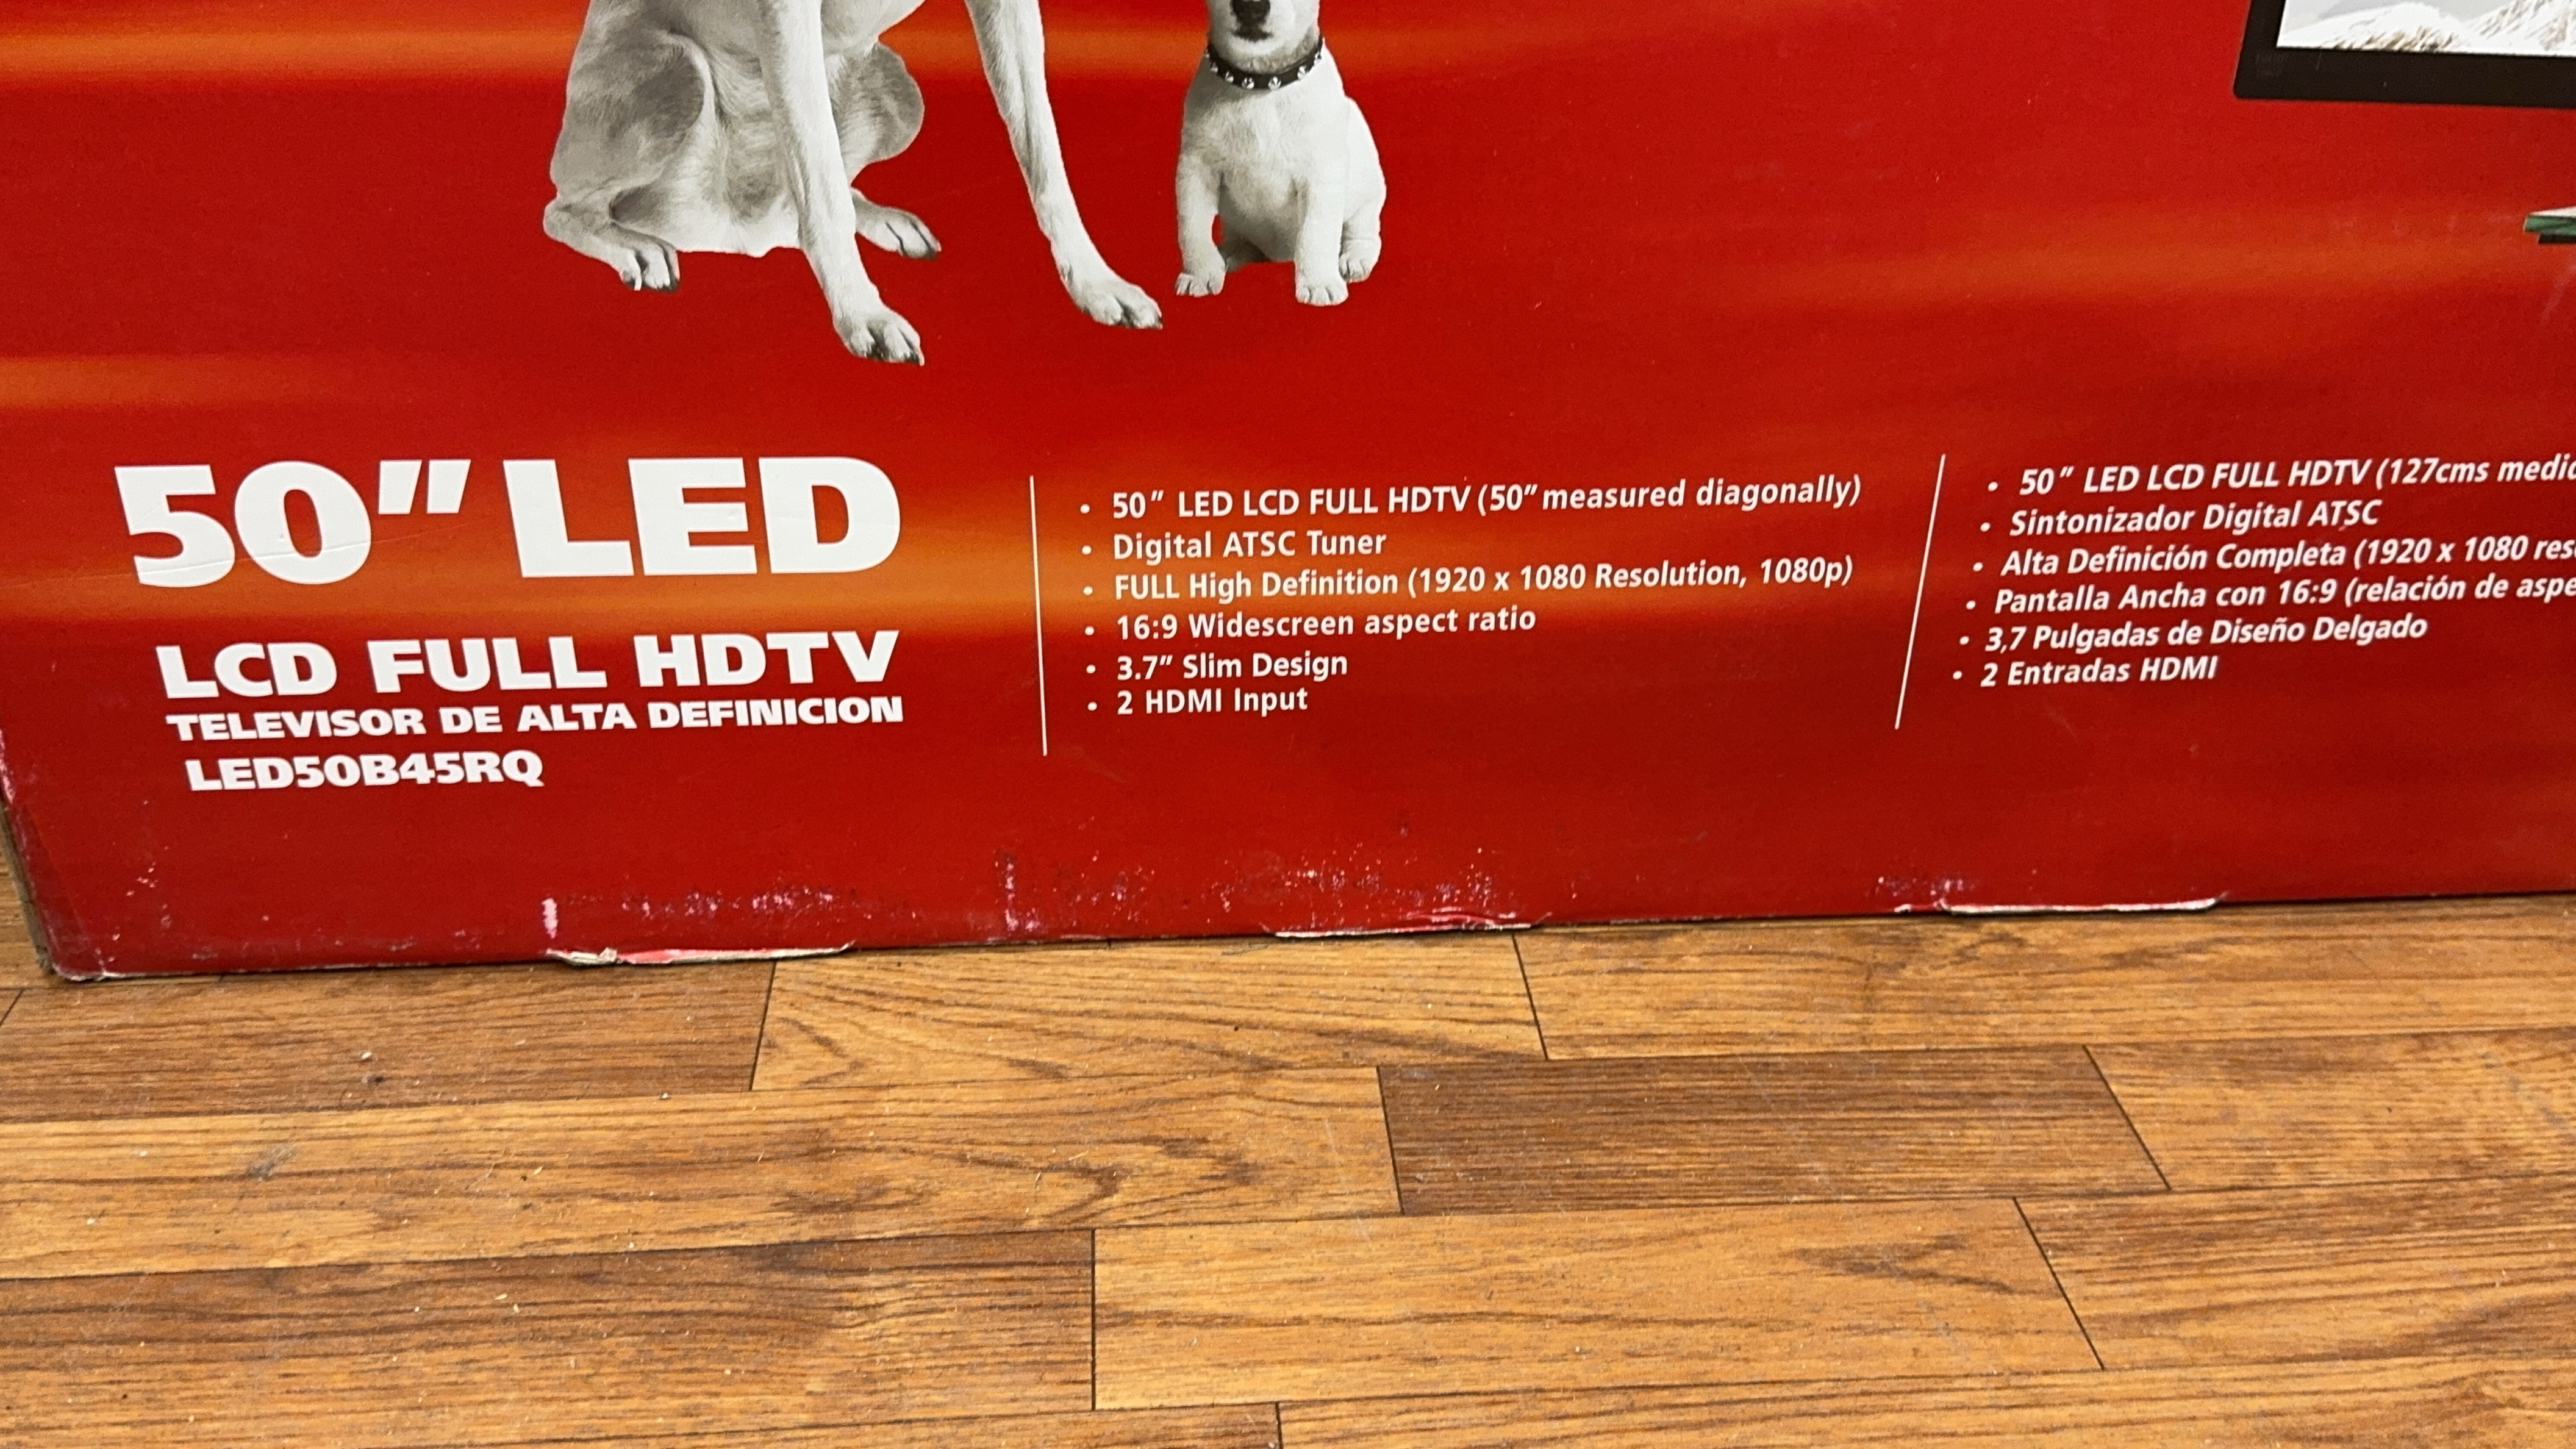 50" LED
LCD FULL HDTV
TELEVISOR DE ALTA DEFINICION
LED50B45RQ
• 50" LED LCD FULL HDTV (50" measured diagonally)
• Digital ATSC Tuner
• FULL High Definition (1920 x 1080 Resolution, 1080p)
• 16:9 Widescreen aspect ratio
• 3.7" Slim Design
• 2 HDMI Input
• 50" LED LCD FULL HDTV (127cms
• Sintonizador Digital ATSC
• Alta Definición Completa (1920 x 1080
• Pantalla Ancha con 16:9 (relación de
• 3,7 Pulgadas de Diseño Delgado
• 2 Entradas HDMI